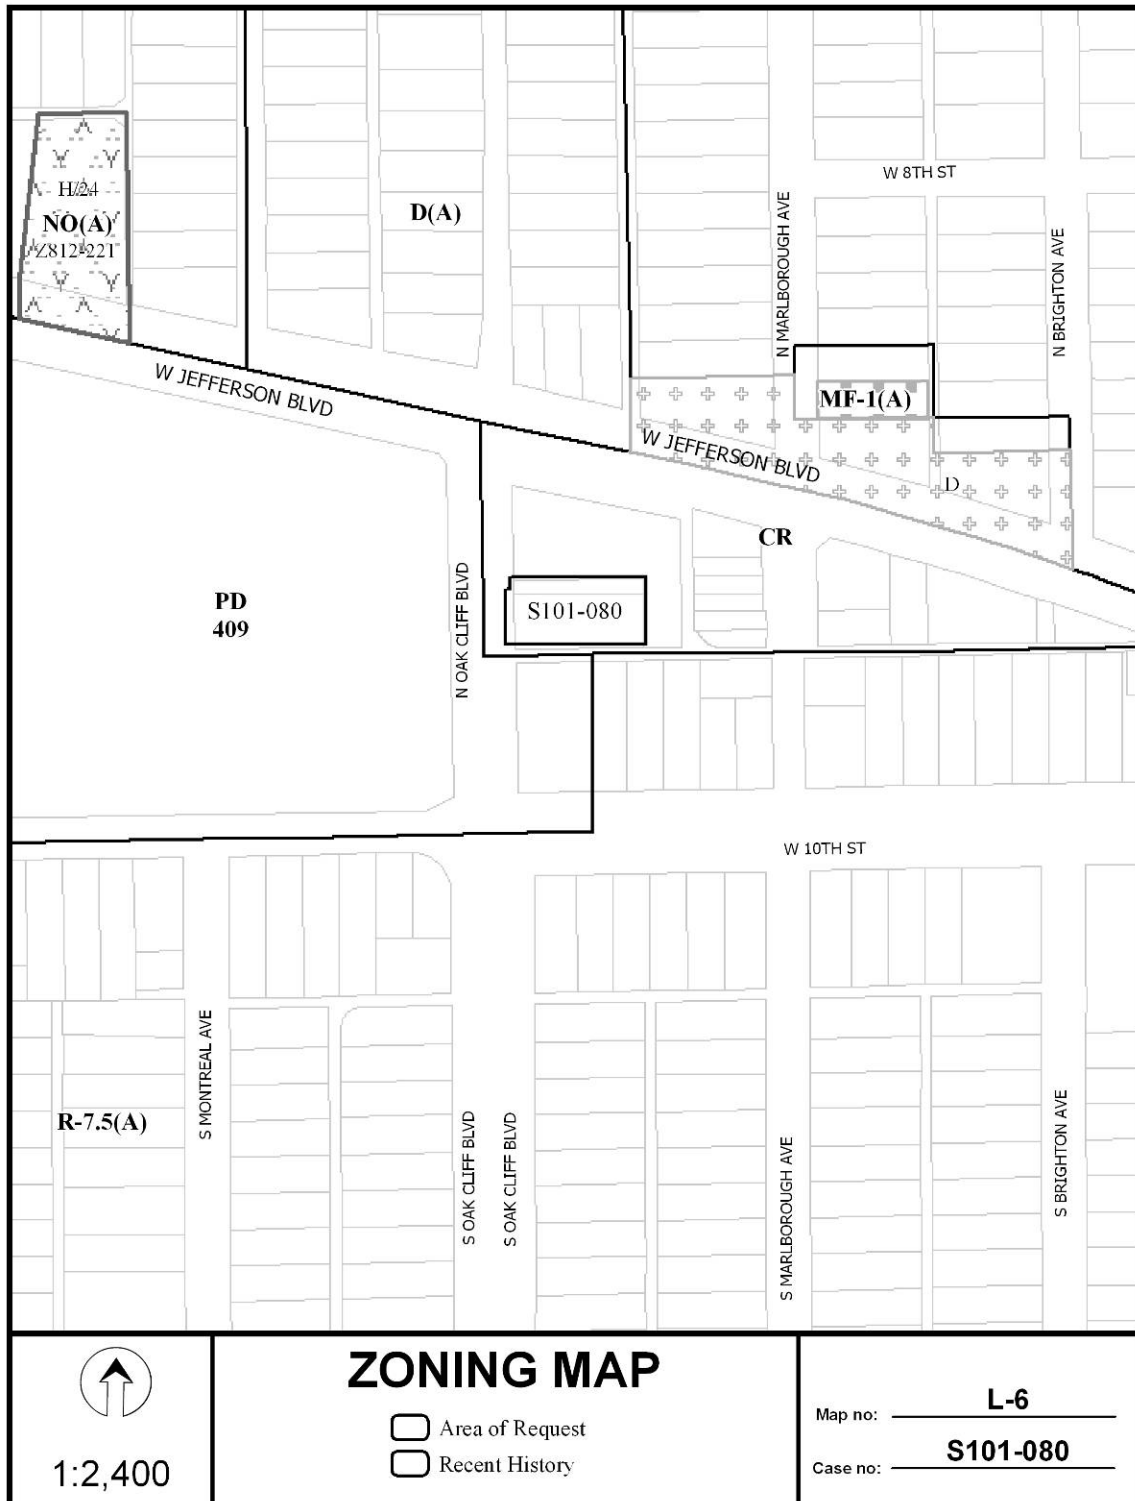 W 8TH ST
N MARLBOROUGH AVE
N BRIGHTON AVE
H/24
NO(A)
Z812-221
D(A)
W JEFFERSON BLVD
MF-1(A)
W JEFFERSON BLVD
D
CR
PD
409
N OAK CLIFF BLVD
S101-080
W 10TH ST
S MONTREAL AVE
R-7.5(A)
S OAK CLIFF BLVD
S OAK CLIFF BLVD
S MARLBOROUGH AVE
S BRIGHTON AVE
1:2,400
ZONING MAP
Area of Request
Recent History
Map no: L-6
Case no: S101-080